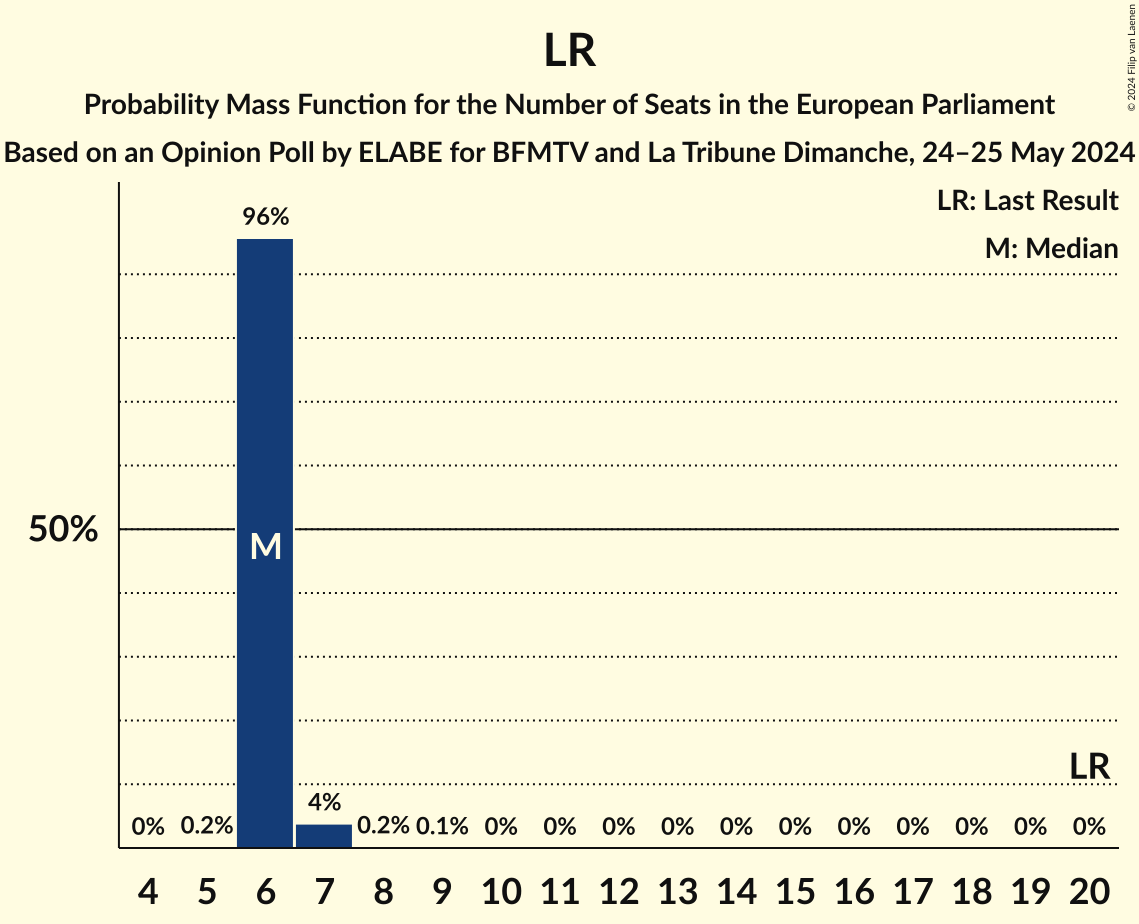 LR
Probability Mass Function for the Number of Seats in the European Parliament
Based on an Opinion Poll by ELABE for BFMTV and La Tribune Dimanche, 24–25 May 2024
© 2024 Filip van Laenen
LR: Last Result
M: Median
96%
50%
M
LR
0% 0.2% 4% 0.2% 0.1% 0% 0% 0% 0% 0% 0% 0% 0% 0% 0% 0%
4 5 6 7 8 9 10 11 12 13 14 15 16 17 18 19 20